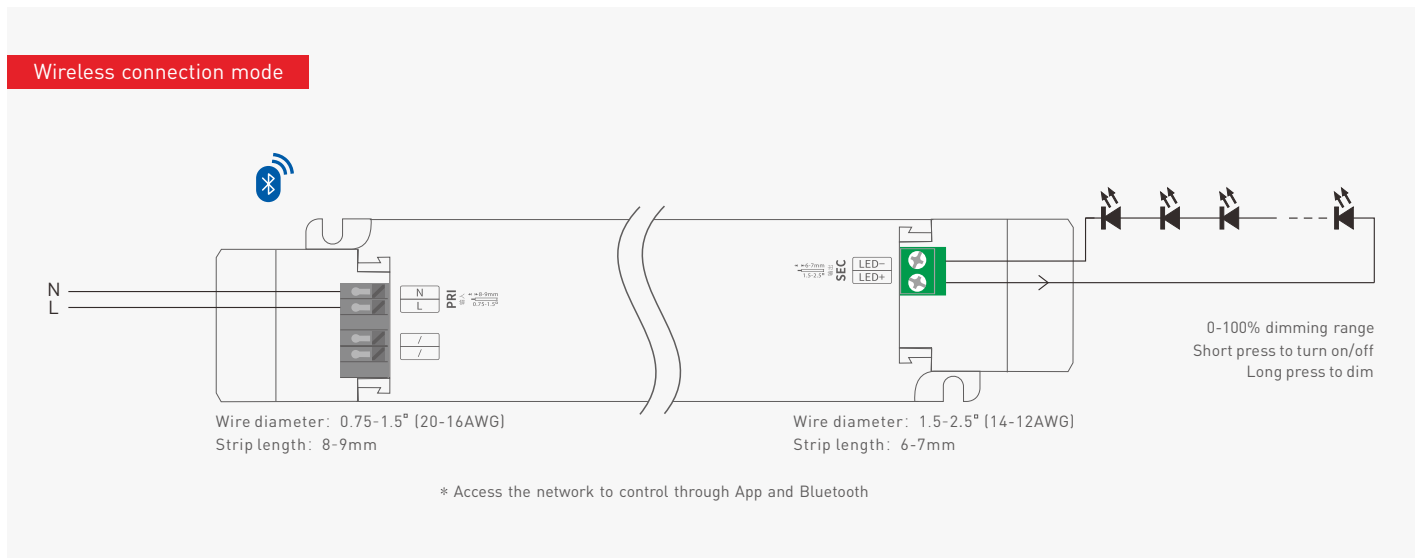 Wireless connection mode
N
L
N
L
PRI
8-9mm
0.75-1.5
/
/
6-7mm
1.5-2.5
SEC
LED-
LED+
0-100% dimming range
Short press to turn on/off
Long press to dim
Wire diameter: 0.75-1.5□ (20-16AWG)
Strip length: 8-9mm
Wire diameter: 1.5-2.5□ (14-12AWG)
Strip length: 6-7mm
* Access the network to control through App and Bluetooth